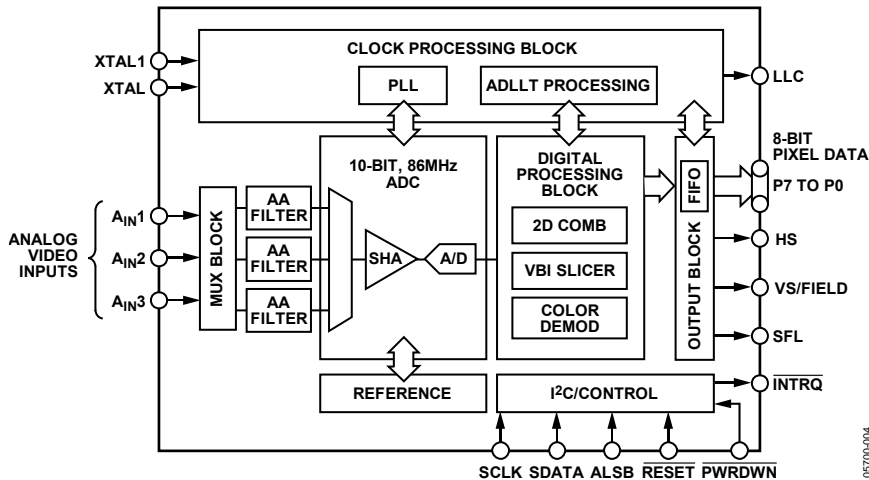 CLOCK PROCESSING BLOCK
XTAL1
XTAL
PLL
ADLLT PROCESSING
LLC
8-BIT
PIXEL DATA
P7 TO P0
10-BIT, 86MHz
ADC
DIGITAL
PROCESSING
BLOCK
FIFO
OUTPUT BLOCK
ANALOG
VIDEO
INPUTS
AIN1
AIN2
AIN3
MUX BLOCK
AA
FILTER
AA
FILTER
AA
FILTER
SHA
A/D
2D COMB
VBI SLICER
COLOR
DEMOD
HS
VS/FIELD
SFL
REFERENCE
I2C/CONTROL
INTRQ
SCLK
SDATA
ALSB
RESET
PWRDWN
05700-004